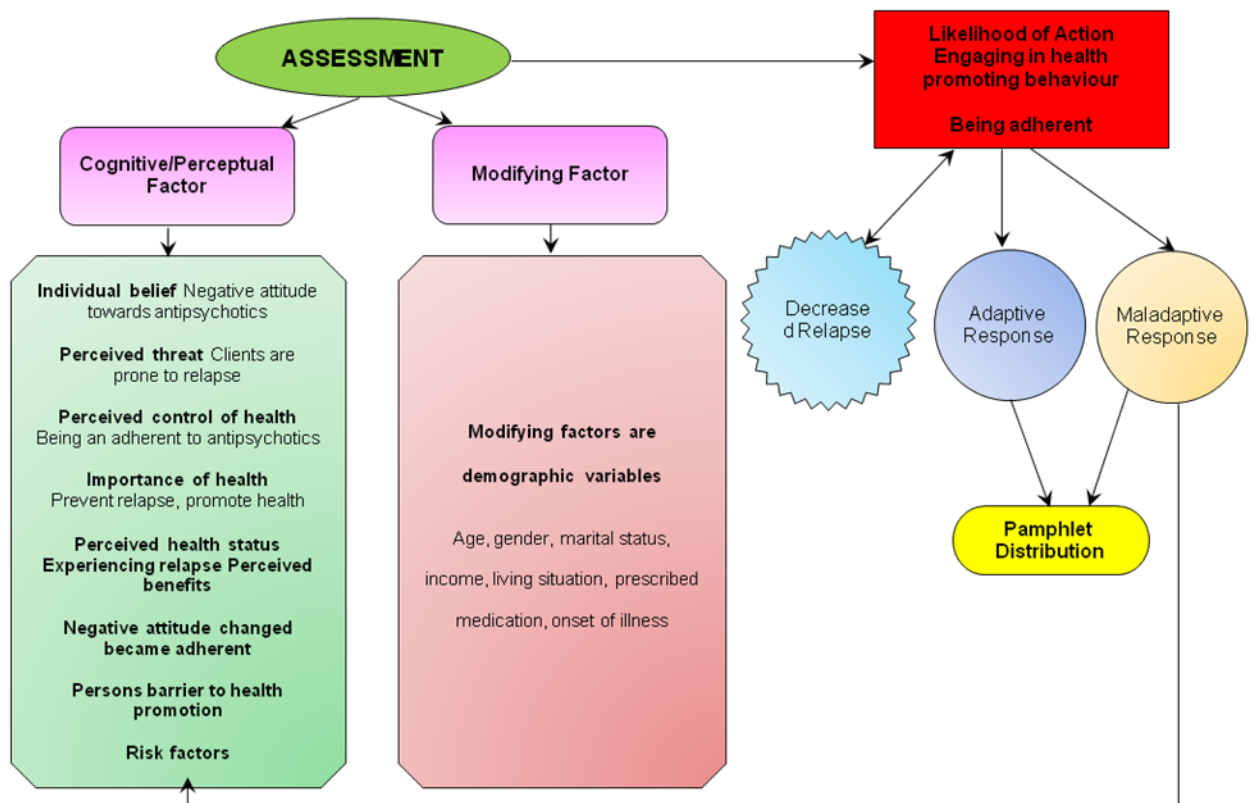 ASSESSMENT
Likelihood of Action
Engaging in health
promoting behaviour
Being adherent
Cognitive/Perceptual
Factor
Modifying Factor
Individual belief Negative attitude
towards antipsychotics
Perceived threat Clients are
prone to relapse
Perceived control of health
Being an adherent to antipsychotics
Importance of health
Prevent relapse, promote health
Perceived health status
Experiencing relapse Perceived
benefits
Negative attitude changed
became adherent
Persons barrier to health
promotion
Risk factors
Modifying factors are
demographic variables
Age, gender, marital status,
income, living situation, prescribed
medication, onset of illness
Decrease
d Relapse
Adaptive
Response
Maladaptive
Response
Pamphlet
Distribution